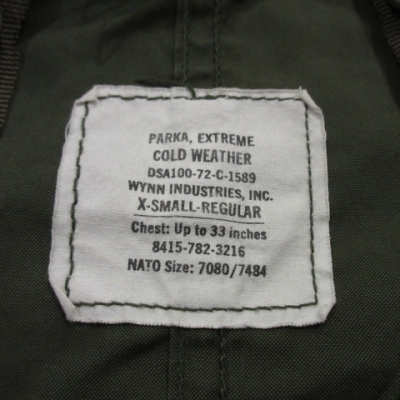 PARKA, EXTREME
COLD WEATHER
DSA100-72-C-1589
WYNN INDUSTRIES, INC.
X-SMALL-REGULAR
Chest: Up to 33 inches
8415-782-3216
NATO Size: 7080/7484